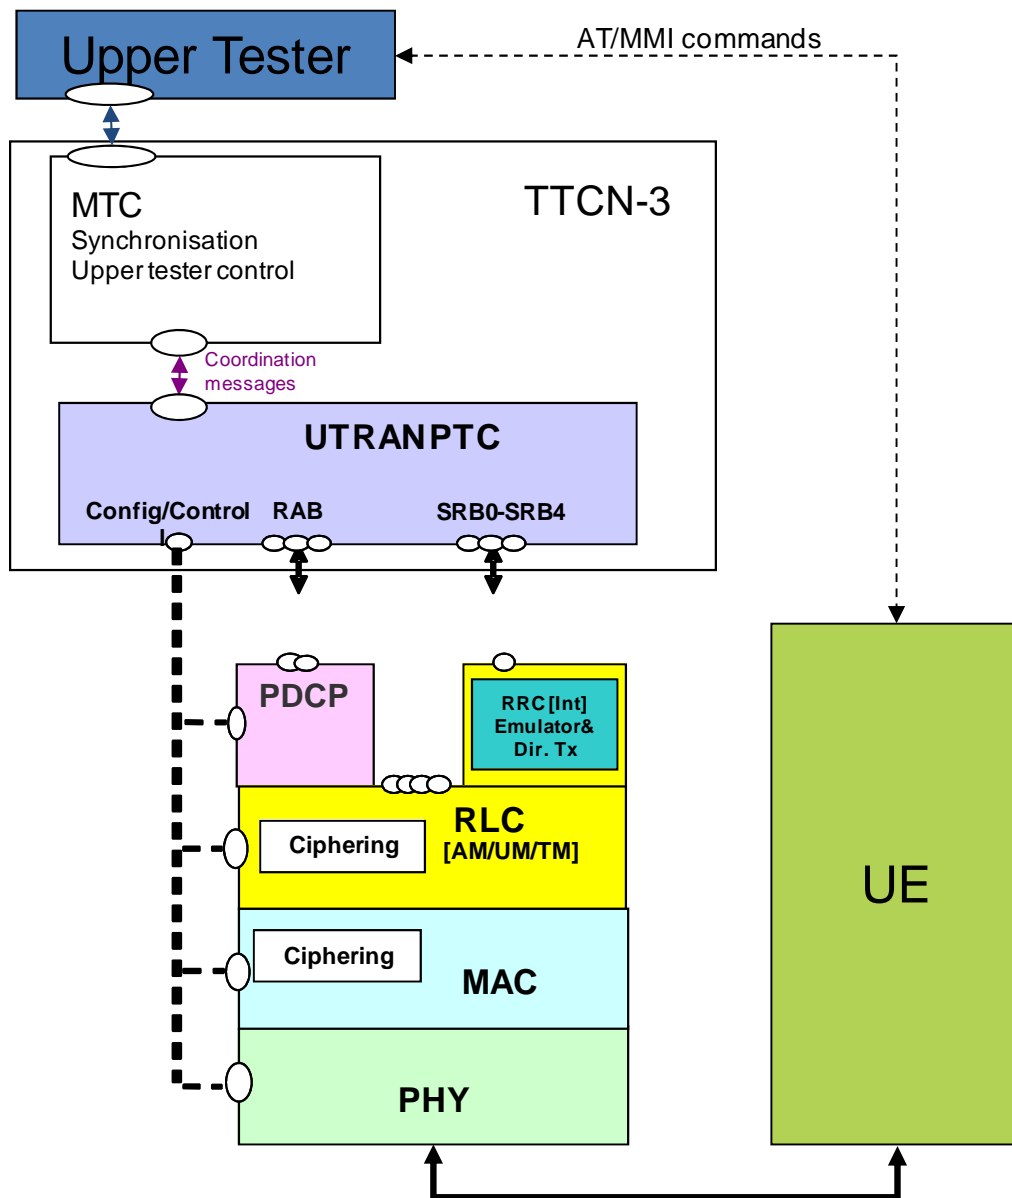 Upper Tester
AT/MMI commands
TTCN-3
MTC
Synchronisation
Upper tester control
Coordination
messages
UTRANPTC
Config/Control
RAB
SRB0-SRB4
PDCP
RRC[Int]
Emulator&
Dir. Tx
RLC
[AM/UM/TM]
Ciphering
UE
Ciphering
MAC
PHY